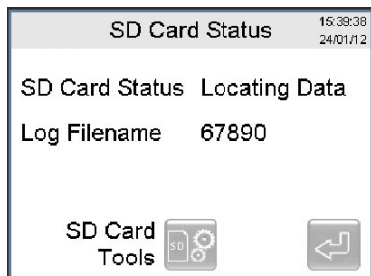 SD Card Status
15:39:38
24/01/12
SD Card Status Locating Data
Log Filename 67890
SD Card
Tools
SD